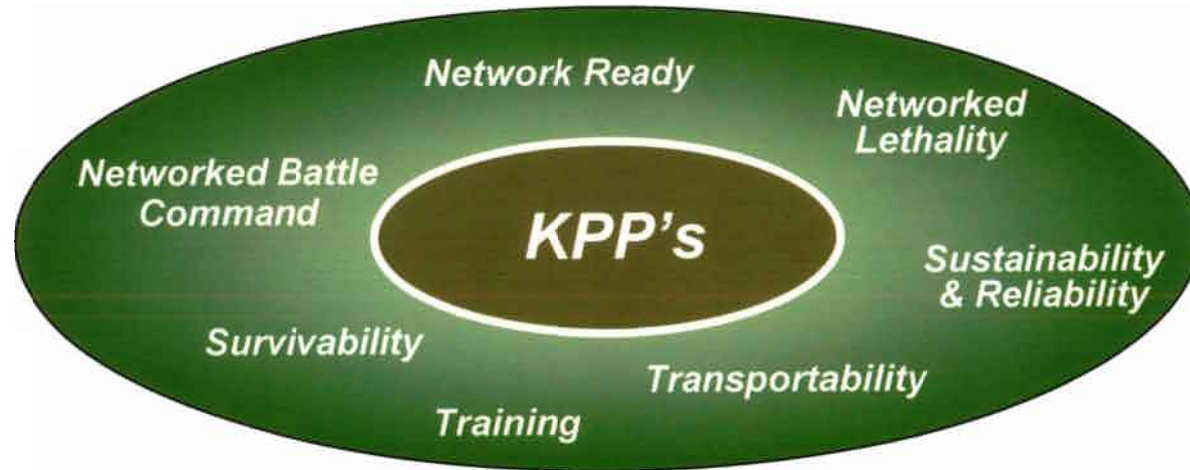 Network Ready
Networked
Lethality
Networked Battle
Command
KPP's
Sustainability
& Reliability
Survivability
Transportability
Training